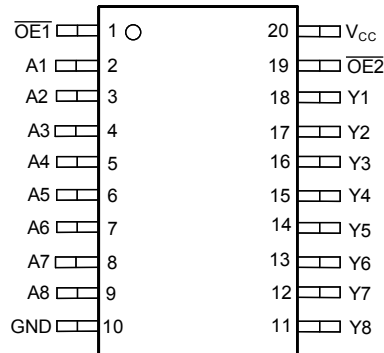 O̅E̅1̅ 1 20 VCC
A1 2 19 O̅E̅2̅
A2 3 18 Y1
A3 4 17 Y2
A4 5 16 Y3
A5 6 15 Y4
A6 7 14 Y5
A7 8 13 Y6
A8 9 12 Y7
GND 10 11 Y8